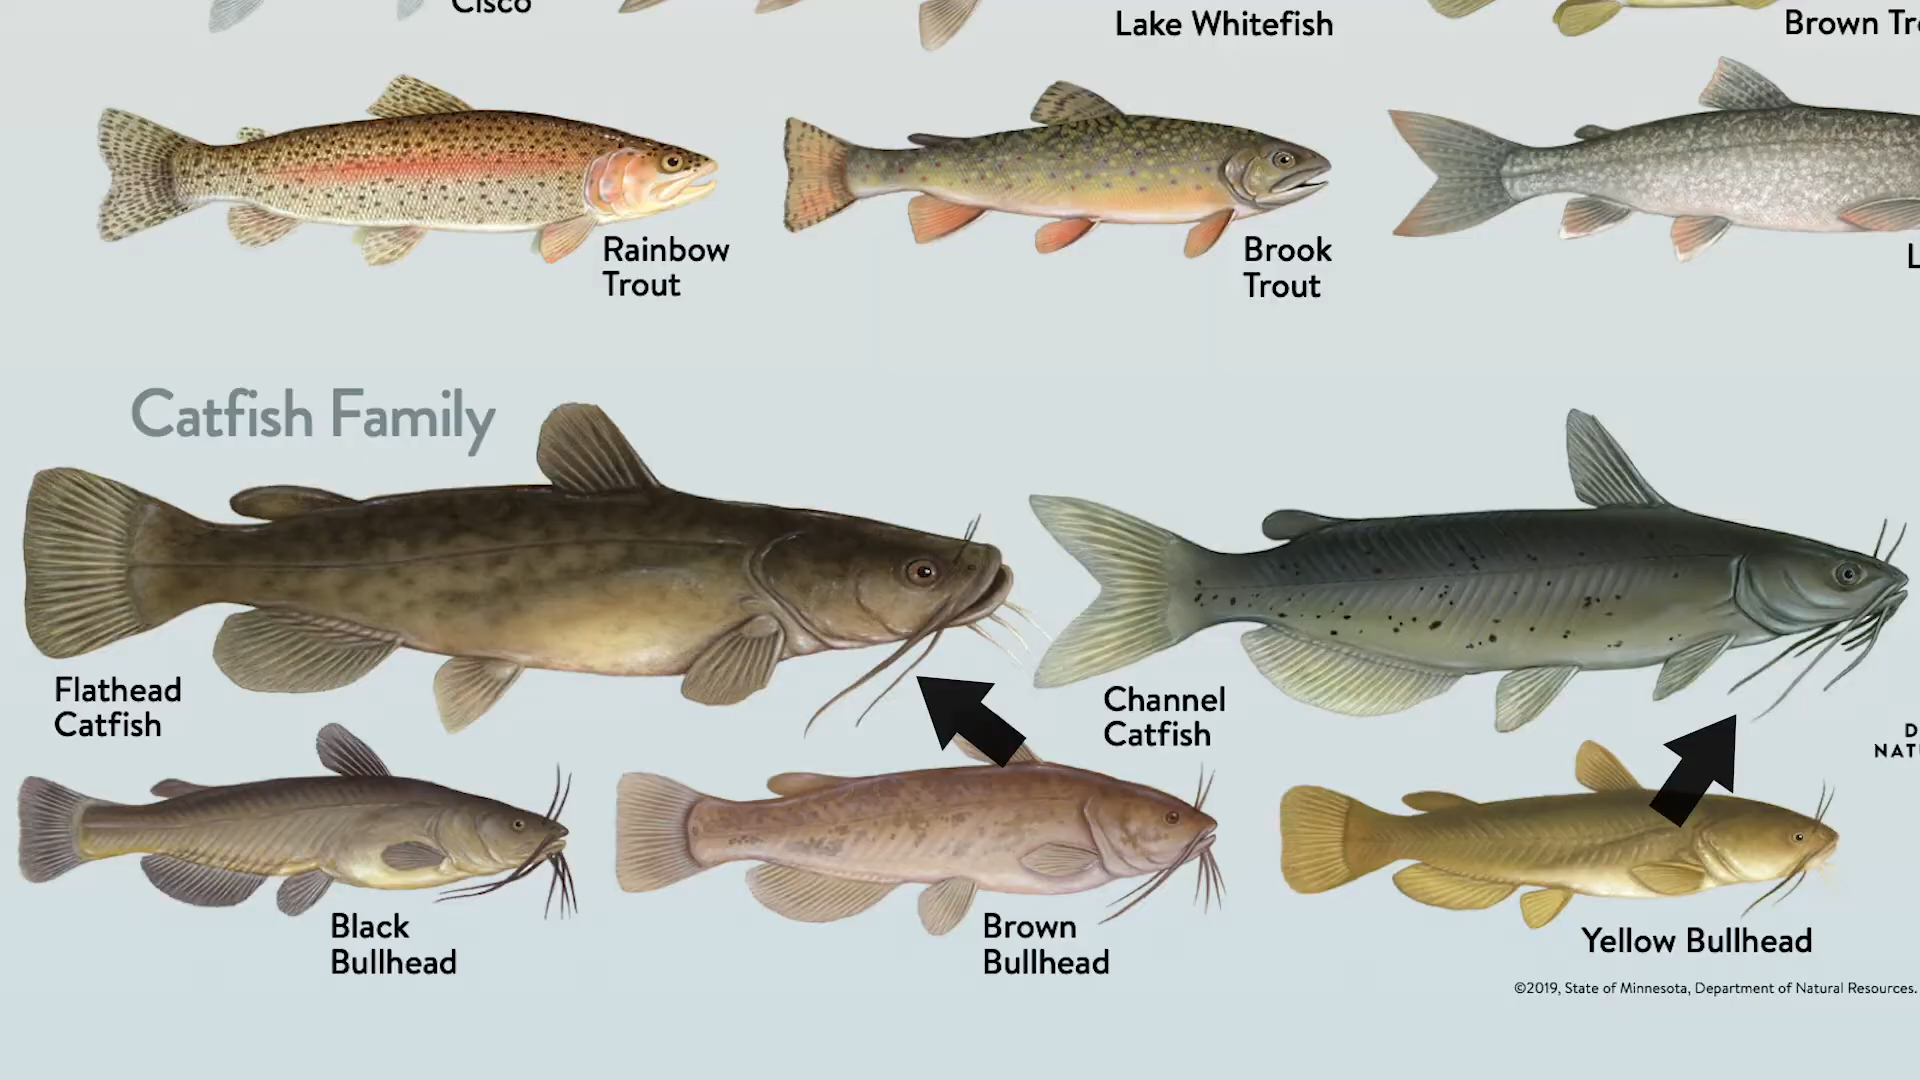 Cisco
Lake Whitefish
Brown
Rainbow
Trout
Brook
Trout
Catfish Family
Flathead
Catfish
Channel
Catfish
Black
Bullhead
Brown
Bullhead
Yellow Bullhead
©2019, State of Minnesota, Department of Natural Resources.